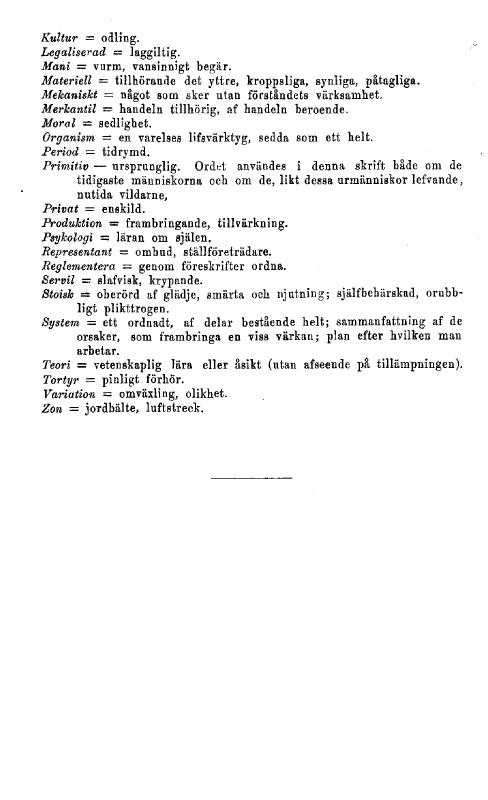 Kultur = odling.
Legaliserad = laggiltig.
Mani = vurm, vansinnigt begär.
Materiell = tillhörande det yttre, kroppsliga, synliga, påtagliga.
Mekaniskt = något som sker utan förståndets värksamhet.
Merkantil = handeln tillhörig, af handeln beroende.
Moral = sedlighet.
Organism = en varelses lifsvärktyg, sedda som ett helt.
Period = tidrymd.
Primitiv — ursprunglig. Ordet användes i denna skrift både om de
tidigaste människorna och om de, likt dessa urmänniskor lefvande,
nutida vildarne,
Privat = enskild.
Produktion = frambringande, tillvärkning.
Psykologi = läran om själen.
Representant = ombud, ställföreträdare.
Reglementera = genom föreskrifter ordna.
Servil = slafvisk, krypande.
Stoisk = oberörd af glädje, smärta och njutning; själfbehärskad, orubb-
ligt plikttrogen.
System = ett ordnadt, af delar bestående helt; sammanfattning af de
orsaker, som frambringa en viss värkan; plan efter hvilken man
arbetar.
Teori = vetenskaplig lära eller åsikt (utan afseende på tillämpningen).
Tortyr = pinligt förhör.
Variation = omväxling, olikhet.
Zon = jordbälte, luftstreck.